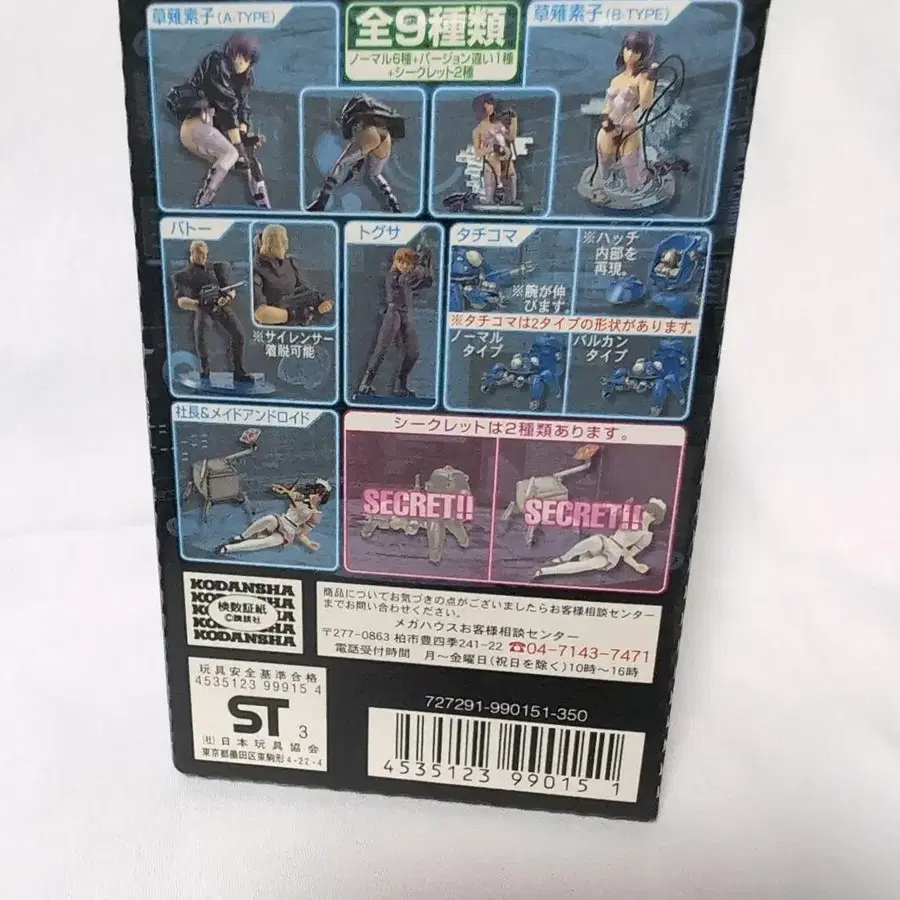 草薙素子(A-TYPE)
全9種類
ノーマル6種+バージョン違い1種
+シークレット2種
草薙素子(B-TYPE)
バトー
※サイレンサー
着脱可能
トグサ
タチコマ
※ハッチ
内部を
再現。
※腕が伸
びます。
※タチコマは2タイプの形状があります。
ノーマル
タイプ
バルカン
タイプ
社長&メイドアンドロイド
シークレットは2種類あります。
SECRET!!
SECRET!!
KODANSHA
検数証紙
©講談社
KODANSHA
商品についてお気づきの点がございましたらお客様相談センター
までお問い合わせください。
メガハウスお客様相談センター
〒277-0863 柏市豊四季241-22 ☎04-7143-7471
電話受付時間 月〜金曜日(祝日を除く)10時〜16時
玩具安全基準合格
4535123 99915 4
ST 3
(社)日本玩具協会
東京都墨田区東駒形4-22-4
727291-990151-350
4535123 99015 1